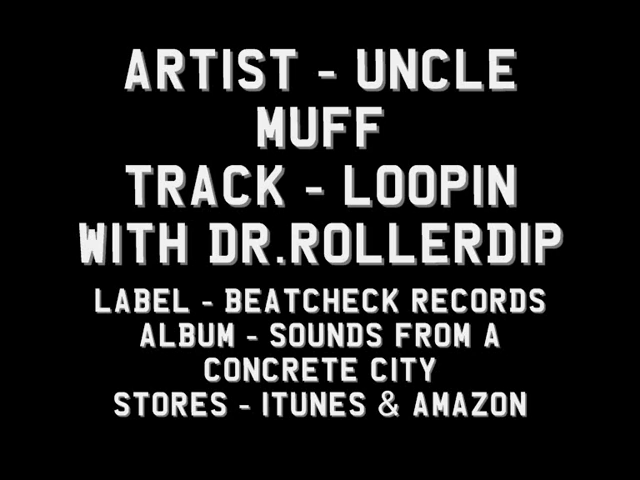 ARTIST - UNCLE
MUFF
TRACK - LOOPIN
WITH DR.ROLLERDIP
LABEL - BEATCHECK RECORDS
ALBUM - SOUNDS FROM A
CONCRETE CITY
STORES - ITUNES & AMAZON